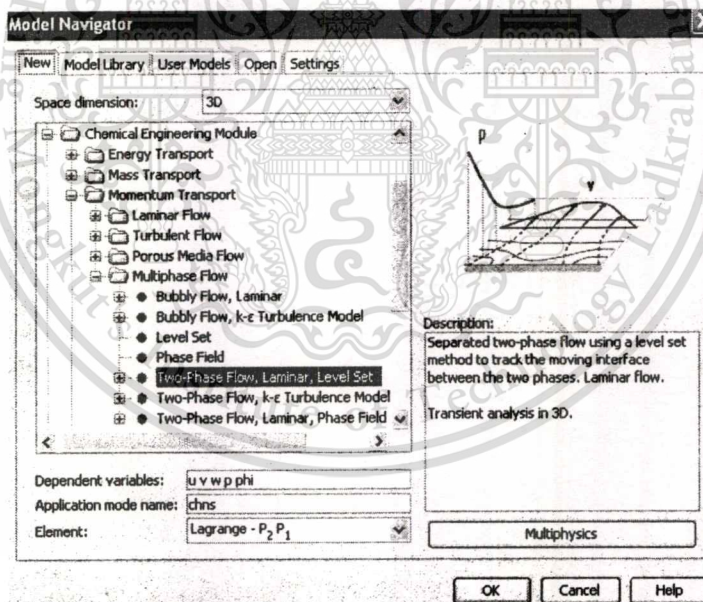 Model Navigator
New
Model Library
User Models
Open
Settings
Space dimension:
3D
Chemical Engineering Module
Energy Transport
Mass Transport
Momentum Transport
Laminar Flow
Turbulent Flow
Porous Media Flow
Multiphase Flow
Bubbly Flow, Laminar
Bubbly Flow, k-ε Turbulence Model
Level Set
Phase Field
Two-Phase Flow, Laminar, Level Set
Two-Phase Flow, k-ε Turbulence Model
Two-Phase Flow, Laminar, Phase Field
Dependent variables:
u v w p phi
Application mode name:
chns
Element:
Lagrange - P₂ P₁
p
v
Description:
Separated two-phase flow using a level set
method to track the moving interface
between the two phases. Laminar flow.
Transient analysis in 3D.
Multiphysics
OK
Cancel
Help